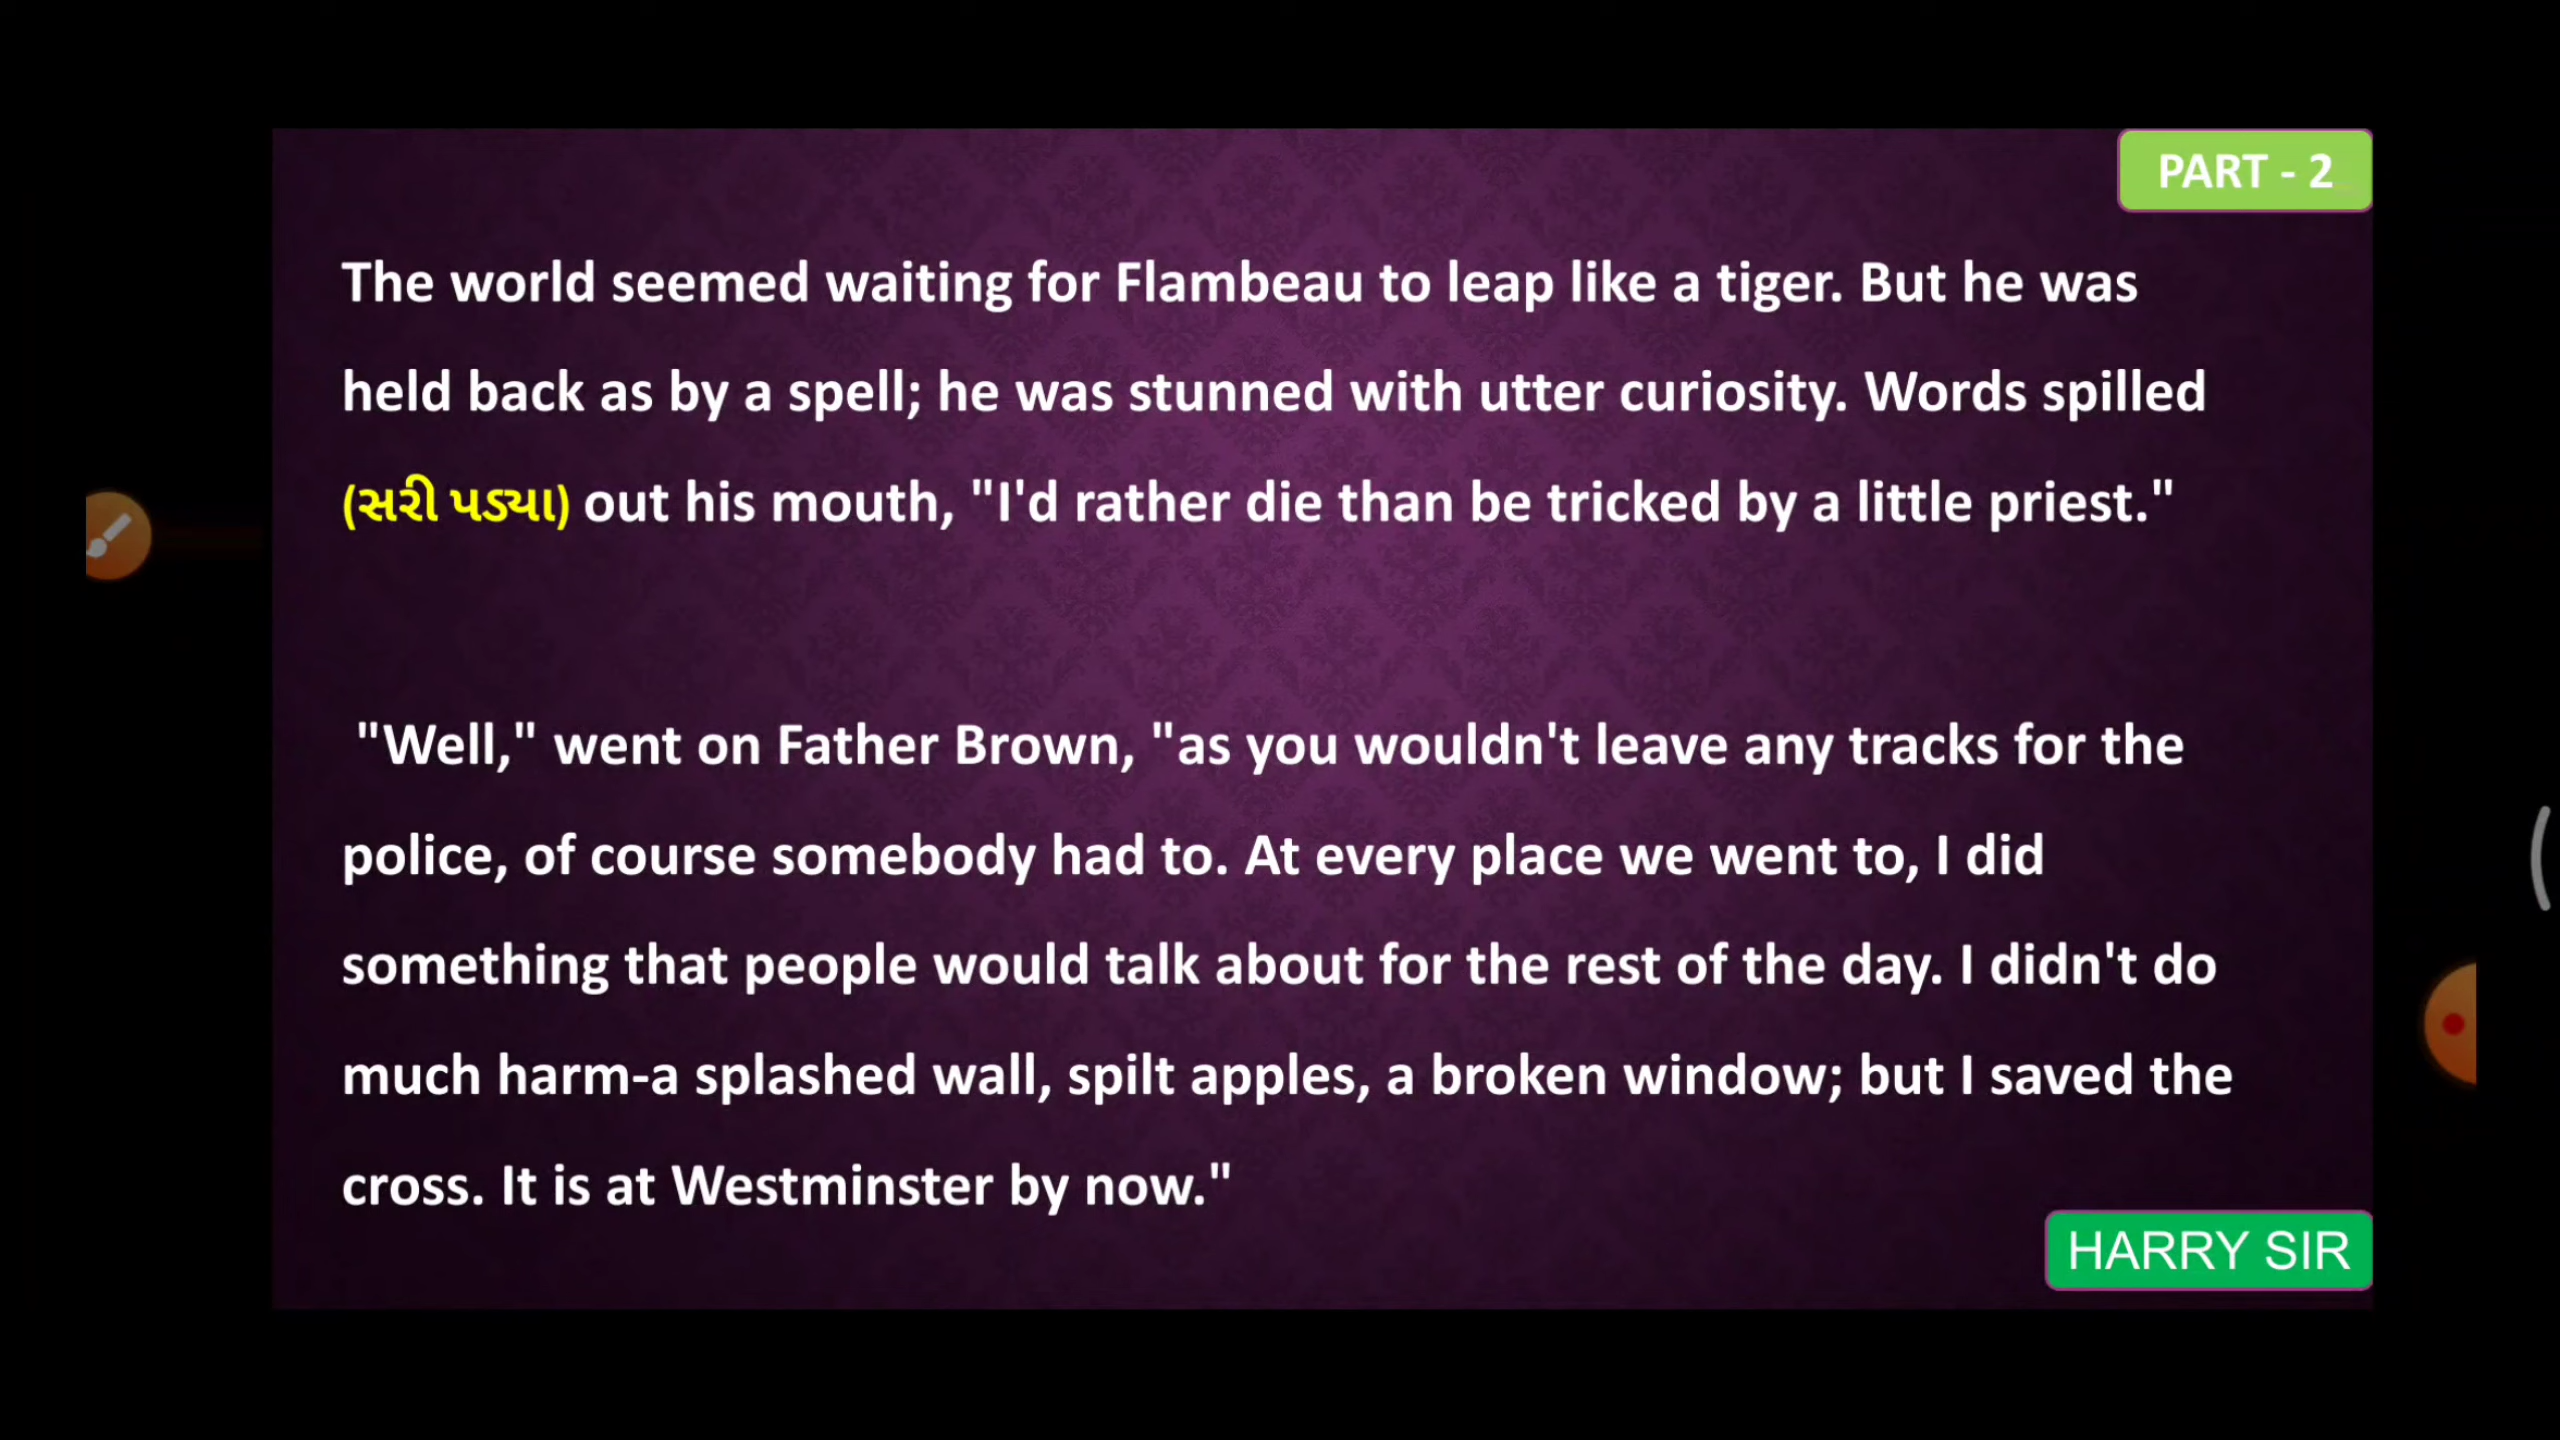 PART - 2
The world seemed waiting for Flambeau to leap like a tiger. But he was
held back as by a spell; he was stunned with utter curiosity. Words spilled
(સરી પડ્યા) out his mouth, "I'd rather die than be tricked by a little priest."
"Well," went on Father Brown, "as you wouldn't leave any tracks for the
police, of course somebody had to. At every place we went to, I did
something that people would talk about for the rest of the day. I didn't do
much harm-a splashed wall, spilt apples, a broken window; but I saved the
cross. It is at Westminster by now."
HARRY SIR